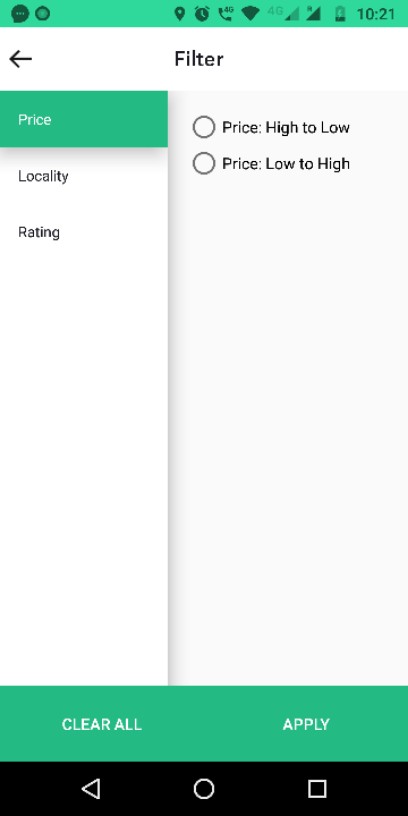 4G 4G 10:21
Filter
Price
Price: High to Low
Price: Low to High
Locality
Rating
CLEAR ALL APPLY